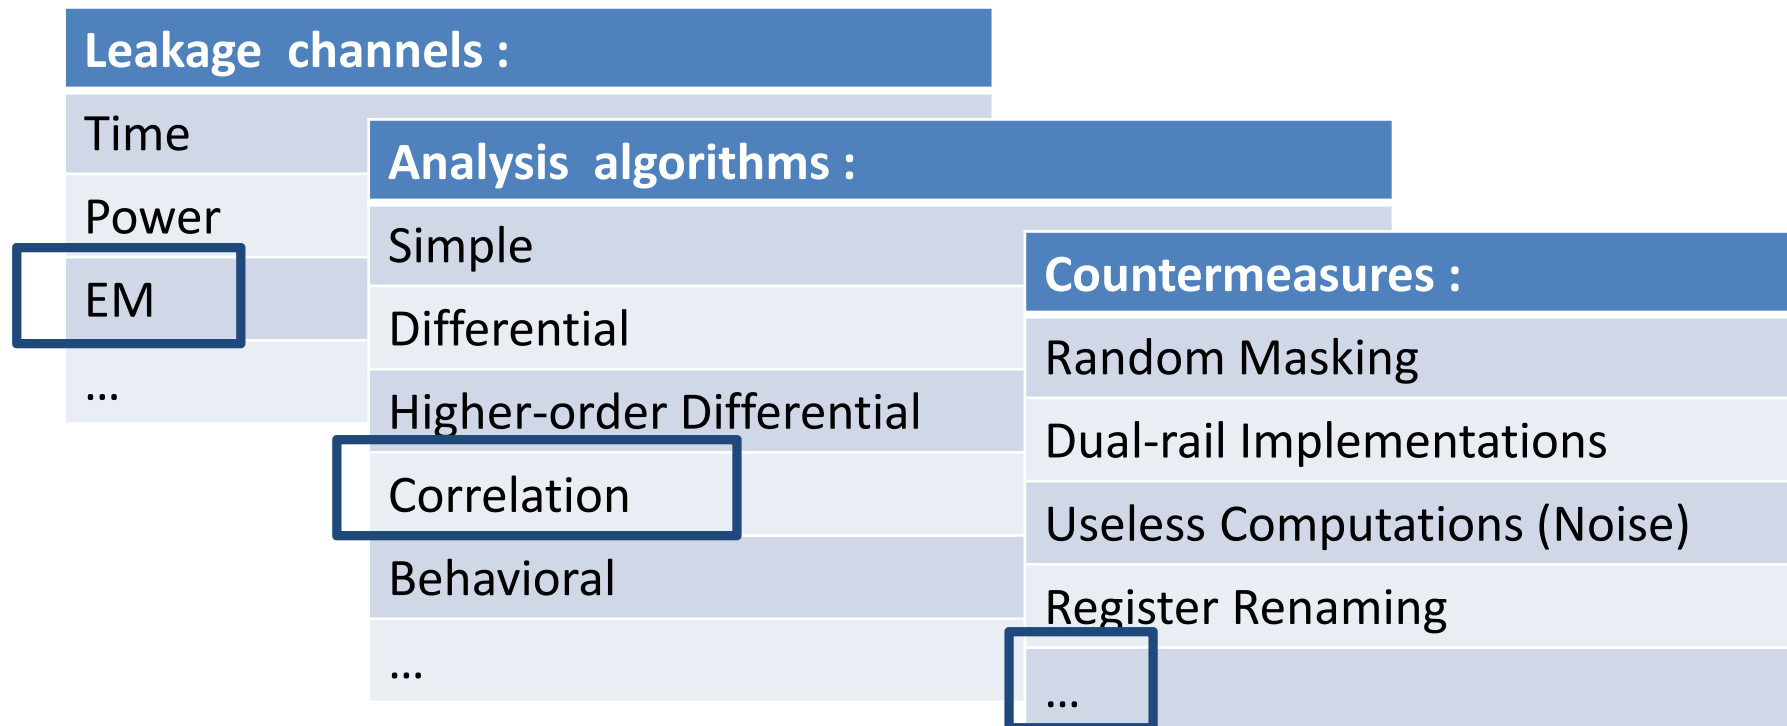 Leakage channels :
Time
Power
EM
...
Analysis algorithms :
Simple
Differential
Higher-order Differential
Correlation
Behavioral
...
Countermeasures :
Random Masking
Dual-rail Implementations
Useless Computations (Noise)
Register Renaming
...